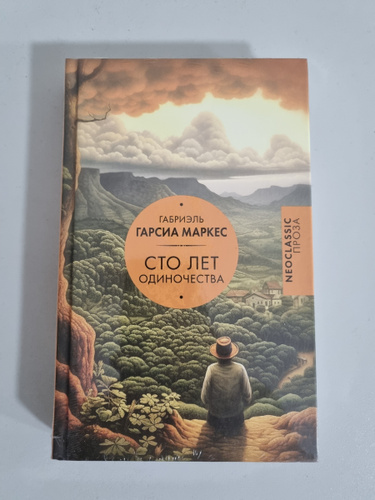 ГАБРИЭЛЬ
ГАРСИА МАРКЕС
СТО ЛЕТ
ОДИНОЧЕСТВА
NEOCLASSIC
ПРОЗА